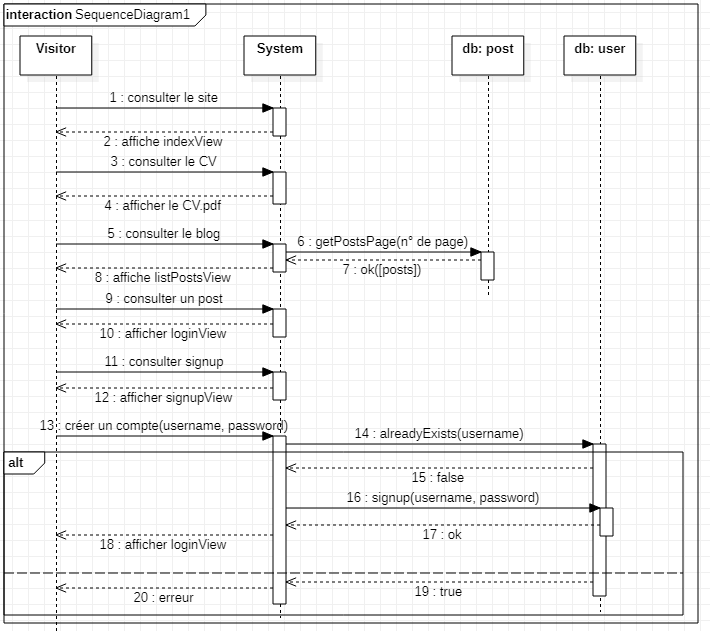 interaction SequenceDiagram1
Visitor
System
db: post
db: user
1 : consulter le site
2 : affiche indexView
3 : consulter le CV
4 : afficher le CV.pdf
5 : consulter le blog
6 : getPostsPage(n° de page)
7 : ok([posts])
8 : affiche listPostsView
9 : consulter un post
10 : afficher loginView
11 : consulter signup
12 : afficher signupView
13 : créer un compte(username, password)
14 : alreadyExists(username)
alt
15 : false
16 : signup(username, password)
17 : ok
18 : afficher loginView
19 : true
20 : erreur